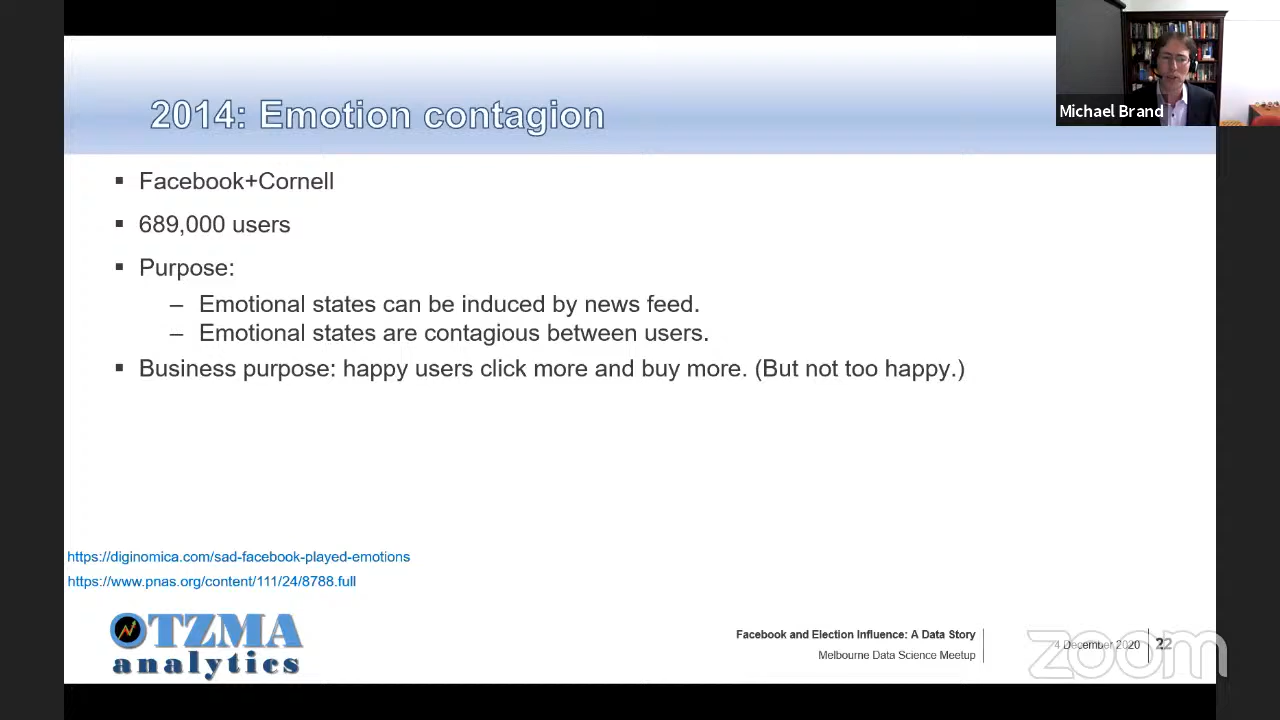 Michael Brand
2014: Emotion contagion
▪ Facebook+Cornell
▪ 689,000 users
▪ Purpose:
– Emotional states can be induced by news feed.
– Emotional states are contagious between users.
▪ Business purpose: happy users click more and buy more. (But not too happy.)
https://diginomica.com/sad-facebook-played-emotions
https://www.pnas.org/content/111/24/8788.full
OTZMA
analytics
Facebook and Election Influence: A Data Story
Melbourne Data Science Meetup
4 December 2020
22
zoom